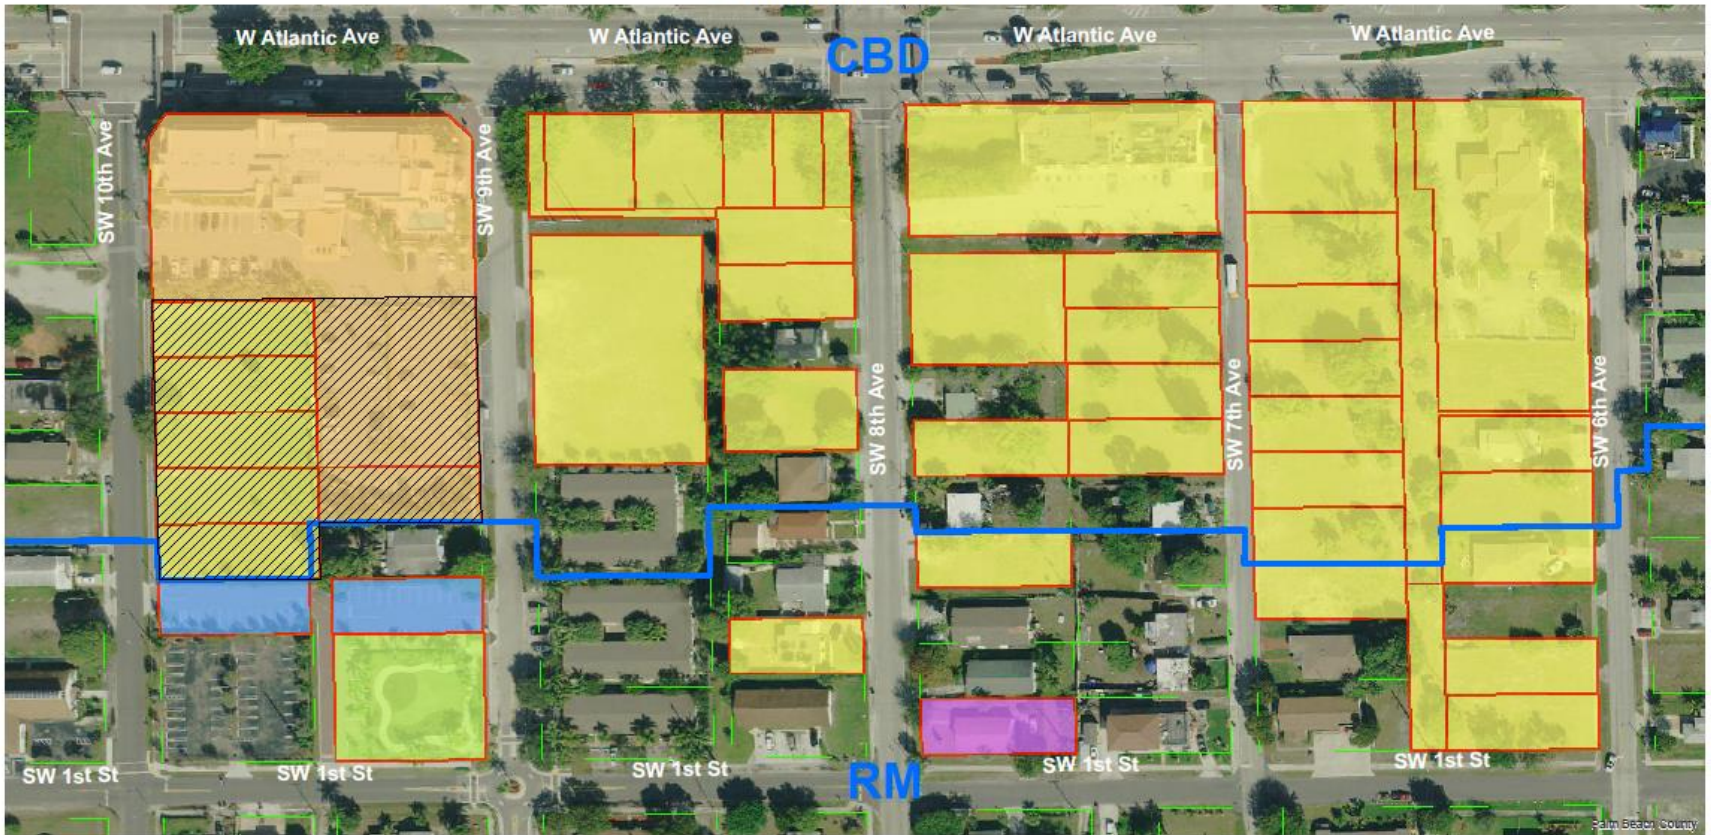 W Atlantic Ave
W Atlantic Ave
W Atlantic Ave
W Atlantic Ave
CBD
SW 10th Ave
SW 9th Ave
SW 8th Ave
SW 7th Ave
SW 6th Ave
SW 1st St
SW 1st St
SW 1st St
SW 1st St
SW 1st St
RM
Palm Beach County